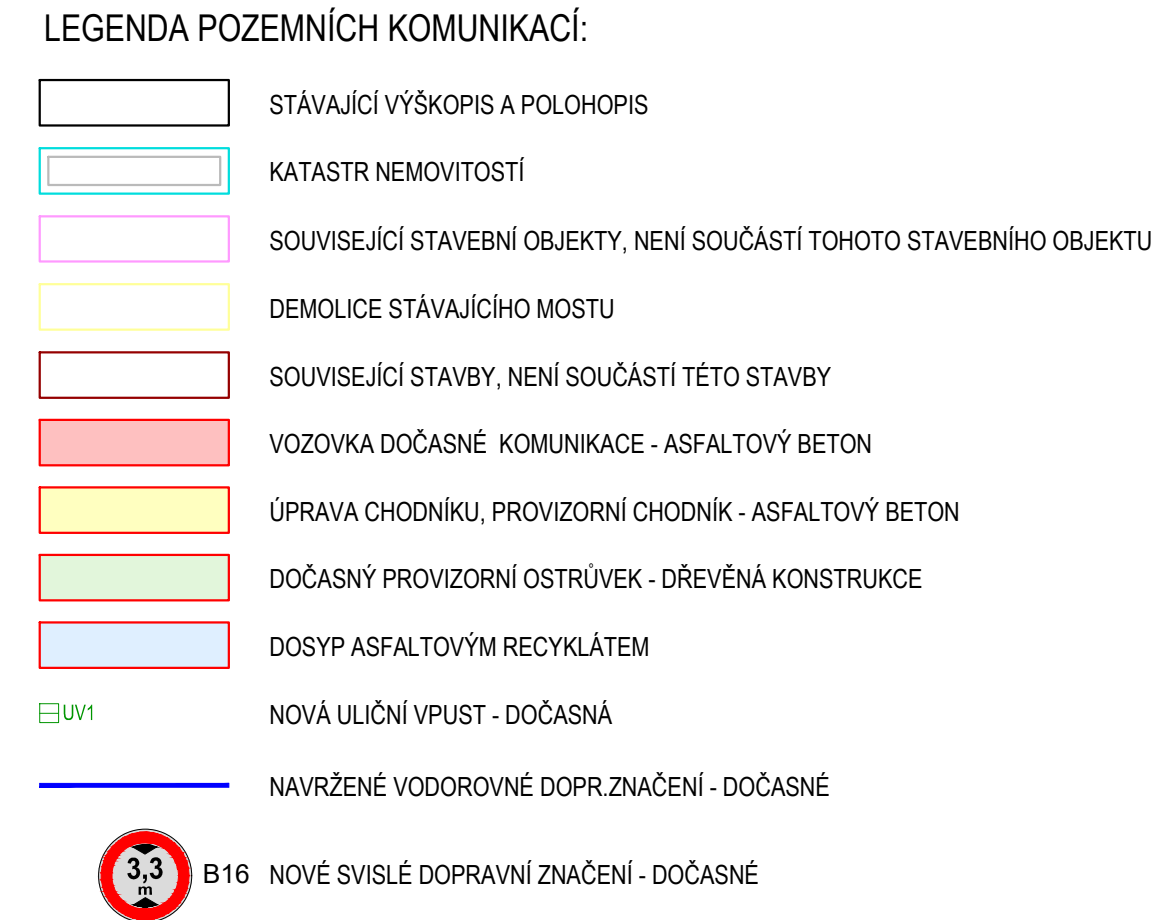 LEGENDA POZEMNÍCH KOMUNIKACÍ:
STÁVAJÍCÍ VÝŠKOPIS A POLOHOPIS
KATASTR NEMOVITOSTÍ
SOUVISEJÍCÍ STAVEBNÍ OBJEKTY, NENÍ SOUČÁSTÍ TOHOTO STAVEBNÍHO OBJEKTU
DEMOLICE STÁVAJÍCÍHO MOSTU
SOUVISEJÍCÍ STAVBY, NENÍ SOUČÁSTÍ TÉTO STAVBY
VOZOVKA DOČASNÉ KOMUNIKACE - ASFALTOVÝ BETON
ÚPRAVA CHODNÍKU, PROVIZORNÍ CHODNÍK - ASFALTOVÝ BETON
DOČASNÝ PROVIZORNÍ OSTRŮVEK - DŘEVĚNÁ KONSTRUKCE
DOSYP ASFALTOVÝM RECYKLÁTEM
UV1 NOVÁ ULIČNÍ VPUST - DOČASNÁ
NAVRŽENÉ VODOROVNÉ DOPR.ZNAČENÍ - DOČASNÉ
3,3
m
B16 NOVÉ SVISLÉ DOPRAVNÍ ZNAČENÍ - DOČASNÉ